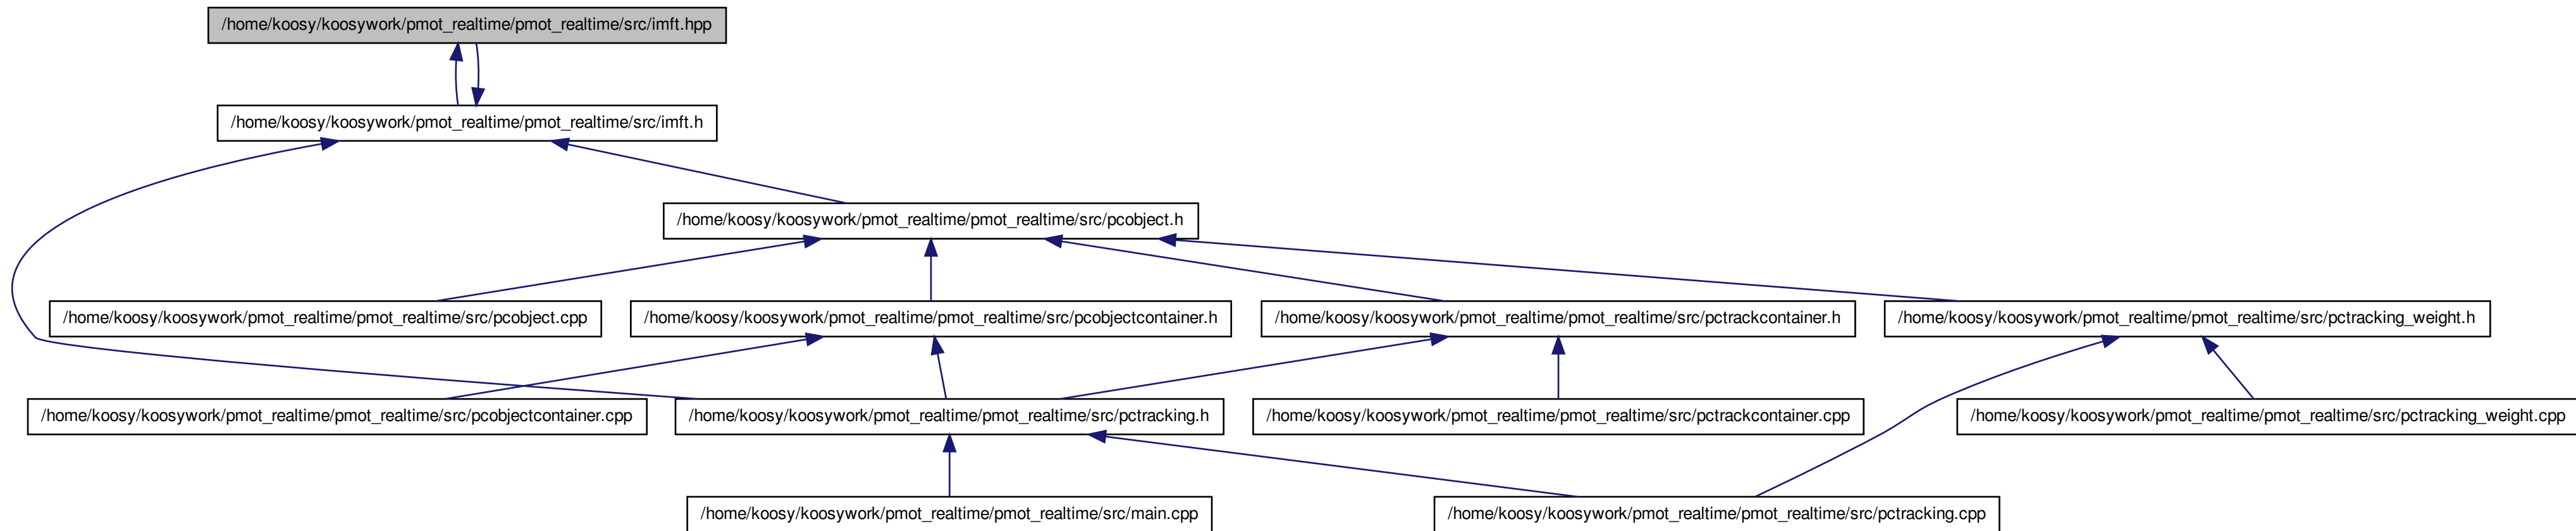 /home/koosy/koosywork/pmot_realtime/pmot_realtime/src/imft.hpp
/home/koosy/koosywork/pmot_realtime/pmot_realtime/src/imft.h
/home/koosy/koosywork/pmot_realtime/pmot_realtime/src/pcobject.h
/home/koosy/koosywork/pmot_realtime/pmot_realtime/src/pcobject.cpp
/home/koosy/koosywork/pmot_realtime/pmot_realtime/src/pcobjectcontainer.h
/home/koosy/koosywork/pmot_realtime/pmot_realtime/src/pctrackcontainer.h
/home/koosy/koosywork/pmot_realtime/pmot_realtime/src/pctracking_weight.h
/home/koosy/koosywork/pmot_realtime/pmot_realtime/src/pcobjectcontainer.cpp
/home/koosy/koosywork/pmot_realtime/pmot_realtime/src/pctracking.h
/home/koosy/koosywork/pmot_realtime/pmot_realtime/src/pctrackcontainer.cpp
/home/koosy/koosywork/pmot_realtime/pmot_realtime/src/pctracking_weight.cpp
/home/koosy/koosywork/pmot_realtime/pmot_realtime/src/main.cpp
/home/koosy/koosywork/pmot_realtime/pmot_realtime/src/pctracking.cpp